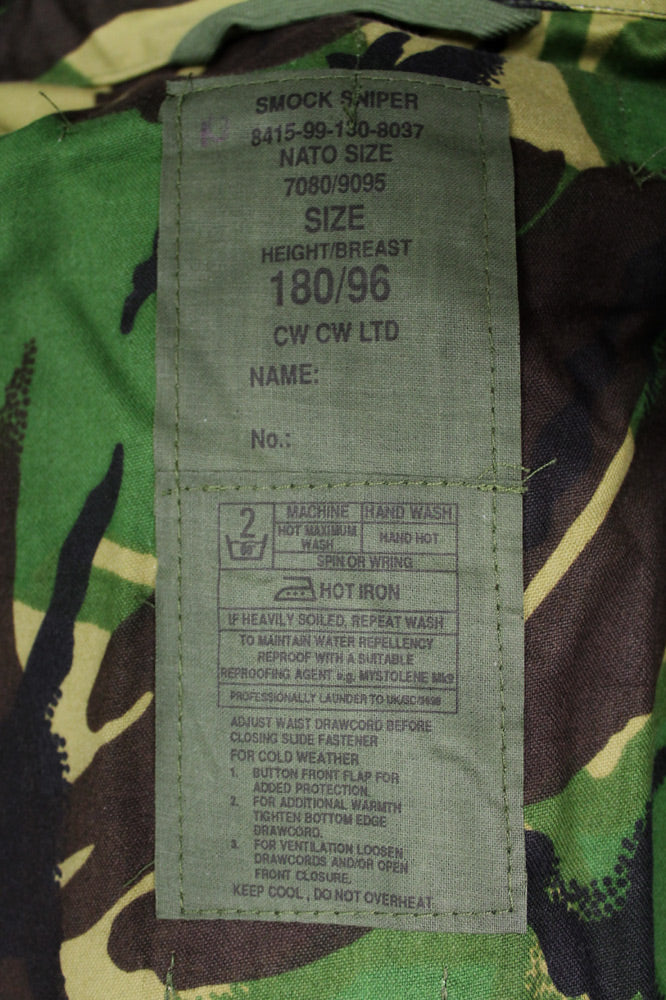 SMOCK SNIPER
8415-99-130-8037
NATO SIZE
7080/9095
SIZE
HEIGHT/BREAST
180/96
CW CW LTD
NAME:
No.:
2
MACHINE HAND WASH
HOT MAXIMUM WASH HAND HOT
SPIN OR WRING
HOT IRON
IF HEAVILY SOILED, REPEAT WASH
TO MAINTAIN WATER REPELLENCY
REPROOF WITH A SUITABLE
REPROOFING AGENT e.g. MYSTOLENE Mk9
PROFESSIONALLY LAUNDER TO
ADJUST WAIST DRAWCORD BEFORE
CLOSING SLIDE FASTENER
FOR COLD WEATHER
1. BUTTON FRONT FLAP FOR
ADDED PROTECTION.
2. FOR ADDITIONAL WARMTH
TIGHTEN BOTTOM EDGE
DRAWCORD.
3. FOR VENTILATION LOOSEN
DRAWCORDS AND/OR OPEN
FRONT CLOSURE.
KEEP COOL, DO NOT OVERHEAT